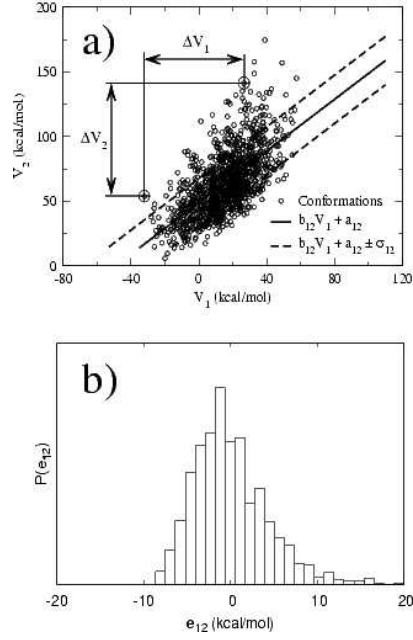 a)
ΔV1
ΔV2
200
150
100
50
0
V2 (kcal/mol)
Conformations
b12V1 + a12
b12V1 + a12 ± σ12
-80 -40 0 40 80 120
V1 (kcal/mol)
b)
P(e12)
-20 -10 0 10 20
e12 (kcal/mol)